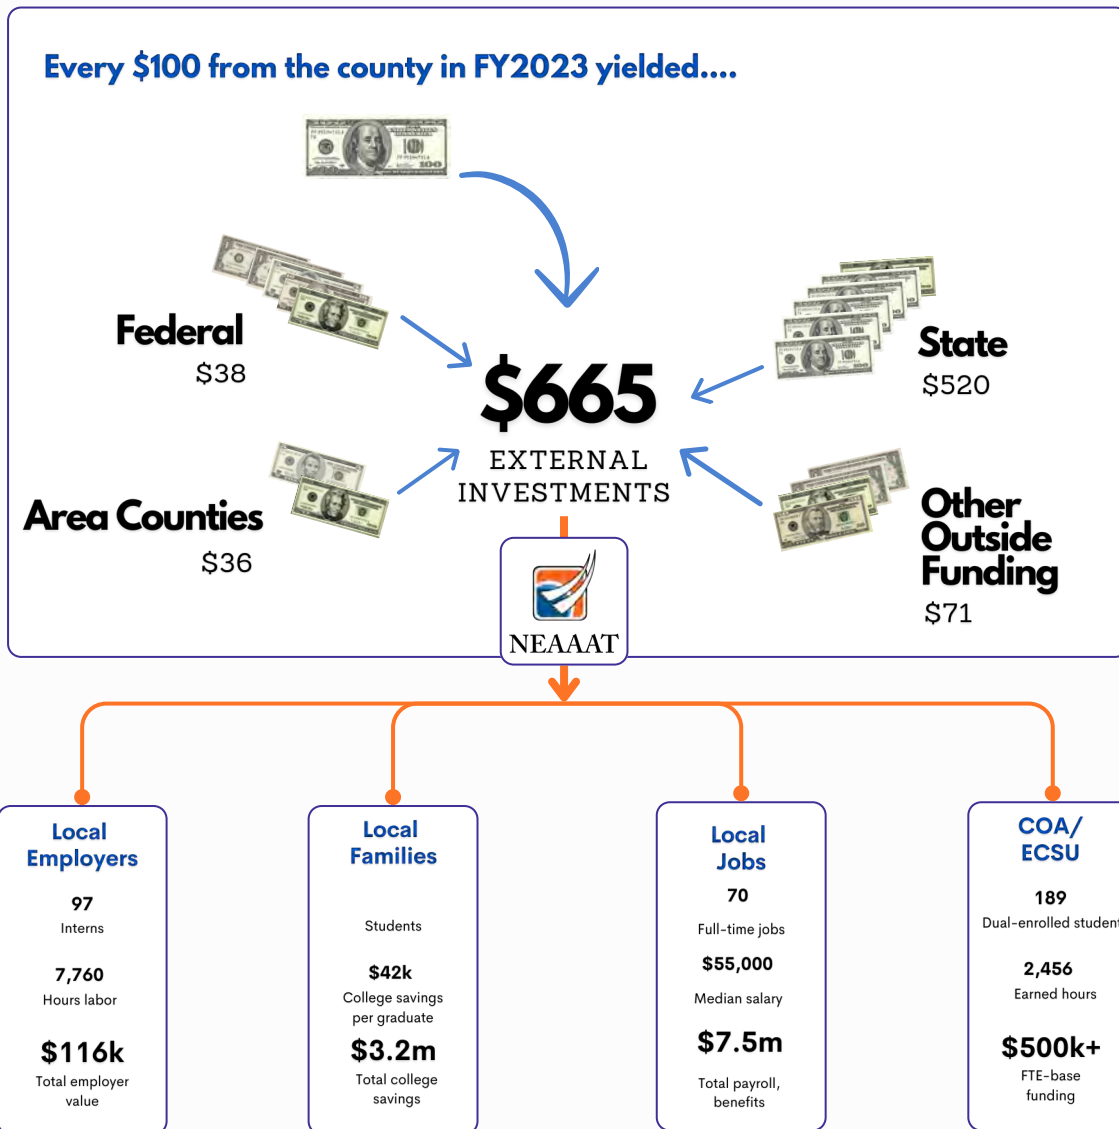 Every $100 from the county in FY2023 yielded....
Federal
$38
State
$520
$665
EXTERNAL
INVESTMENTS
Area Counties
$36
Other
Outside
Funding
$71
NEAAAT
Local
Employers
97
Interns
7,760
Hours labor
$116k
Total employer
value
Local
Families
Students
$42k
College savings
per graduate
$3.2m
Total college
savings
Local
Jobs
70
Full-time jobs
$55,000
Median salary
$7.5m
Total payroll,
benefits
COA/
ECSU
189
Dual-enrolled student
2,456
Earned hours
$500k+
FTE-base
funding